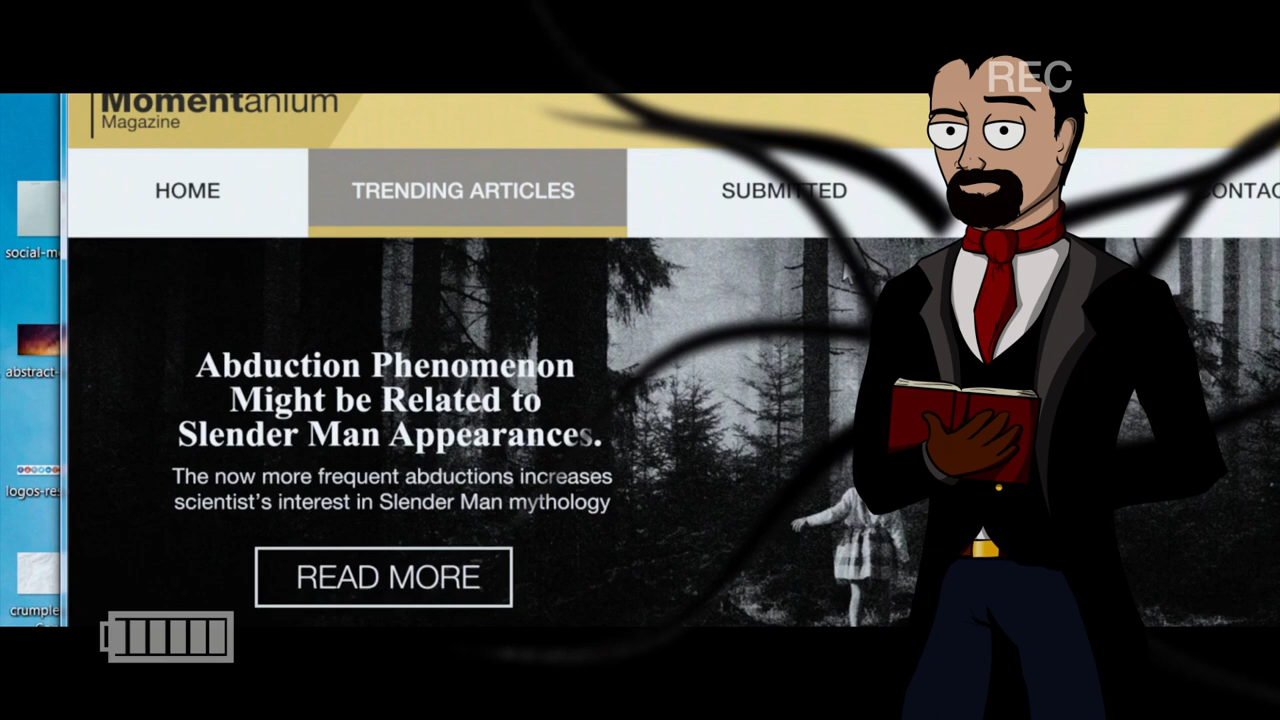 REC
Momentanium
Magazine
HOME
TRENDING ARTICLES
SUBMITTED
CONTAC
social-m
Abduction Phenomenon
Might be Related to
Slender Man Appearances.
abstract-
The now more frequent abductions increases
scientist's interest in Slender Man mythology
logos-re
READ MORE
crumple